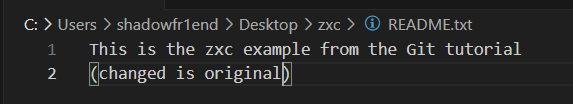 C: > Users > shadowfr1end > Desktop > zxc > README.txt
1 This is the zxc example from the Git tutorial
2 (changed is original)